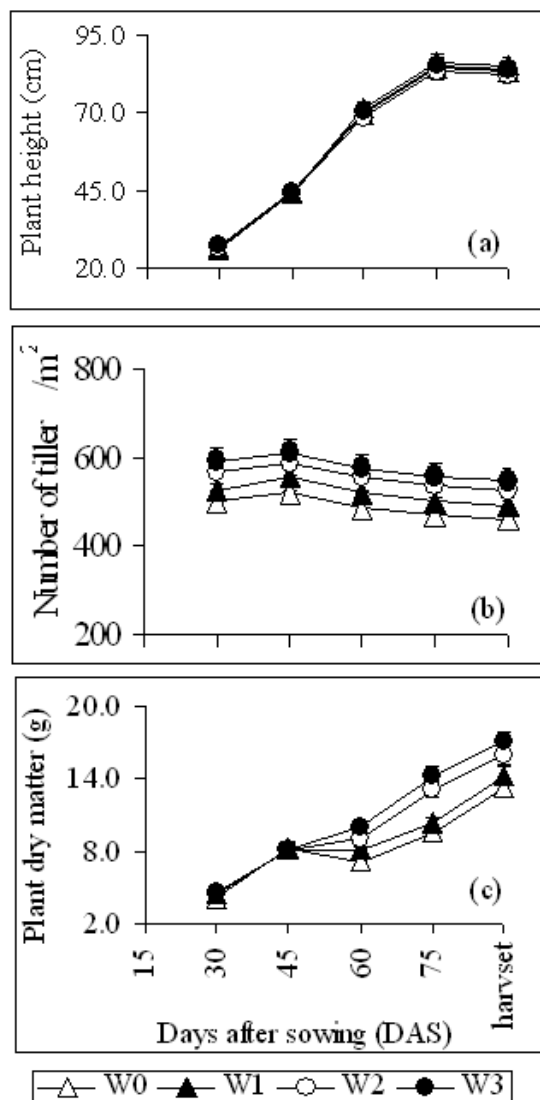 95.0
70.0
45.0
20.0
Plant height (cm)
(a)
800
600
400
200
Number of tiller /m²
(b)
20.0
14.0
8.0
2.0
Plant dry matter (g)
(c)
15 30 45 60 75 harvset
Days after sowing (DAS)
W0 W1 W2 W3